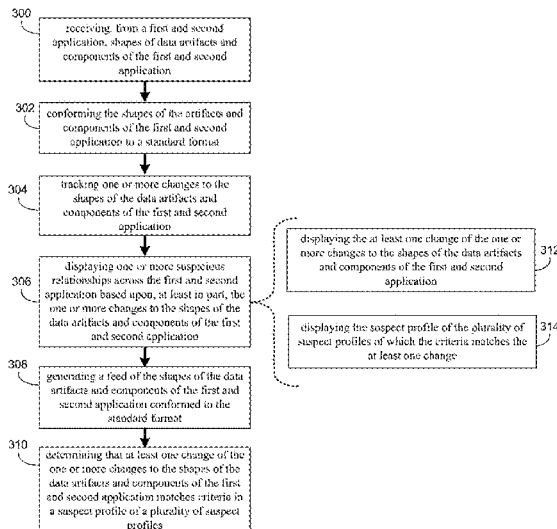 300
receiving, from a first and second
application, shapes of data artifacts and
components of the first and second
application
302
conforming the shapes of the artifacts and
components of the first and second
application to a standard format
304
tracking one or more changes to the
shapes of the data artifacts and
components of the first and second
application
306
displaying one or more suspicious
relationships across the first and second
application based upon, at least in part, the
one or more changes to the shapes of the
data artifacts and components of the first
and second application
308
generating a feed of the shapes of the data
artifacts and components of the first and
second application conformed to the
standard format
310
determining that at least one change of the
one or more changes to the shapes of the
data artifacts and components of the first
and second application matches criteria in
a suspect profile of a plurality of suspect
profiles
displaying the at least one change of the one
or more changes to the shapes of the data
artifacts and components of the first and
second application
312
displaying the suspect profile of the plurality of
suspect profiles of which the criteria matches the
at least one change
314